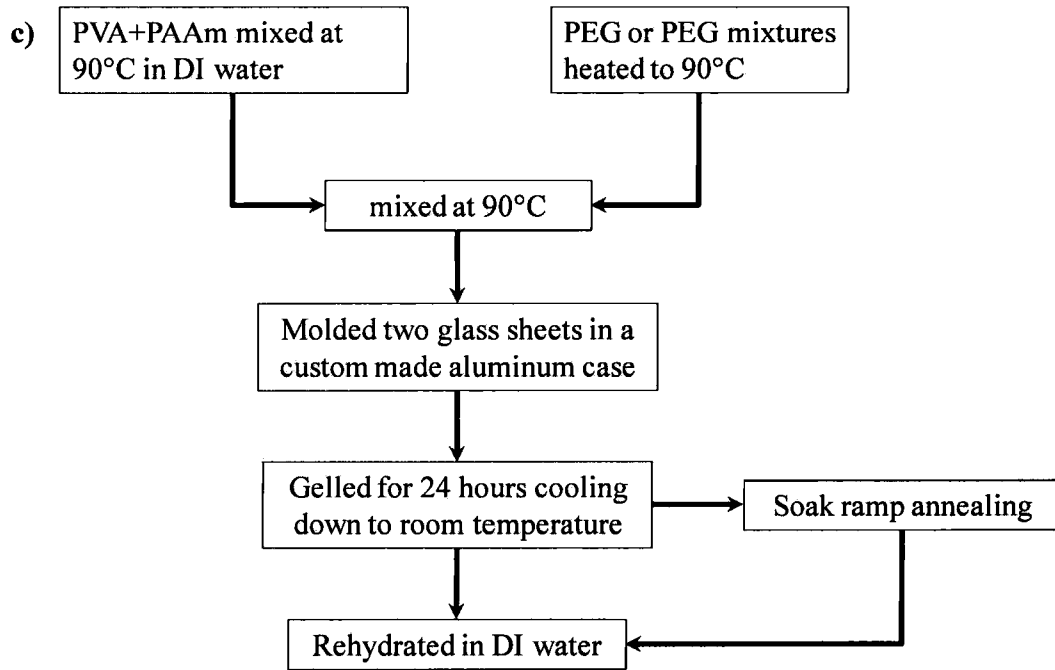 c)
PVA+PAAm mixed at
90°C in DI water
PEG or PEG mixtures
heated to 90°C
mixed at 90°C
Molded two glass sheets in a
custom made aluminum case
Gelled for 24 hours cooling
down to room temperature
Soak ramp annealing
Rehydrated in DI water